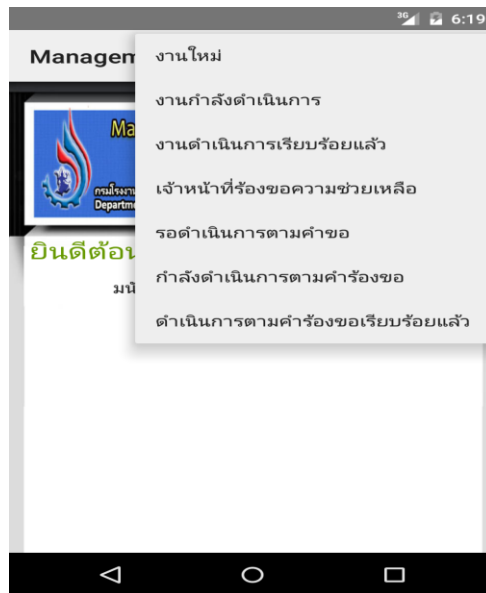 3G 6:19
Managem
งานใหม่
งานกำลังดำเนินการ
งานดำเนินการเรียบร้อยแล้ว
เจ้าหน้าที่ร้องขอความช่วยเหลือ
รอดำเนินการตามคำขอ
กำลังดำเนินการตามคำร้องขอ
ดำเนินการตามคำร้องขอเรียบร้อยแล้ว
Ma
กรมโรงงาน
Departme
ยินดีต้อน
มนั